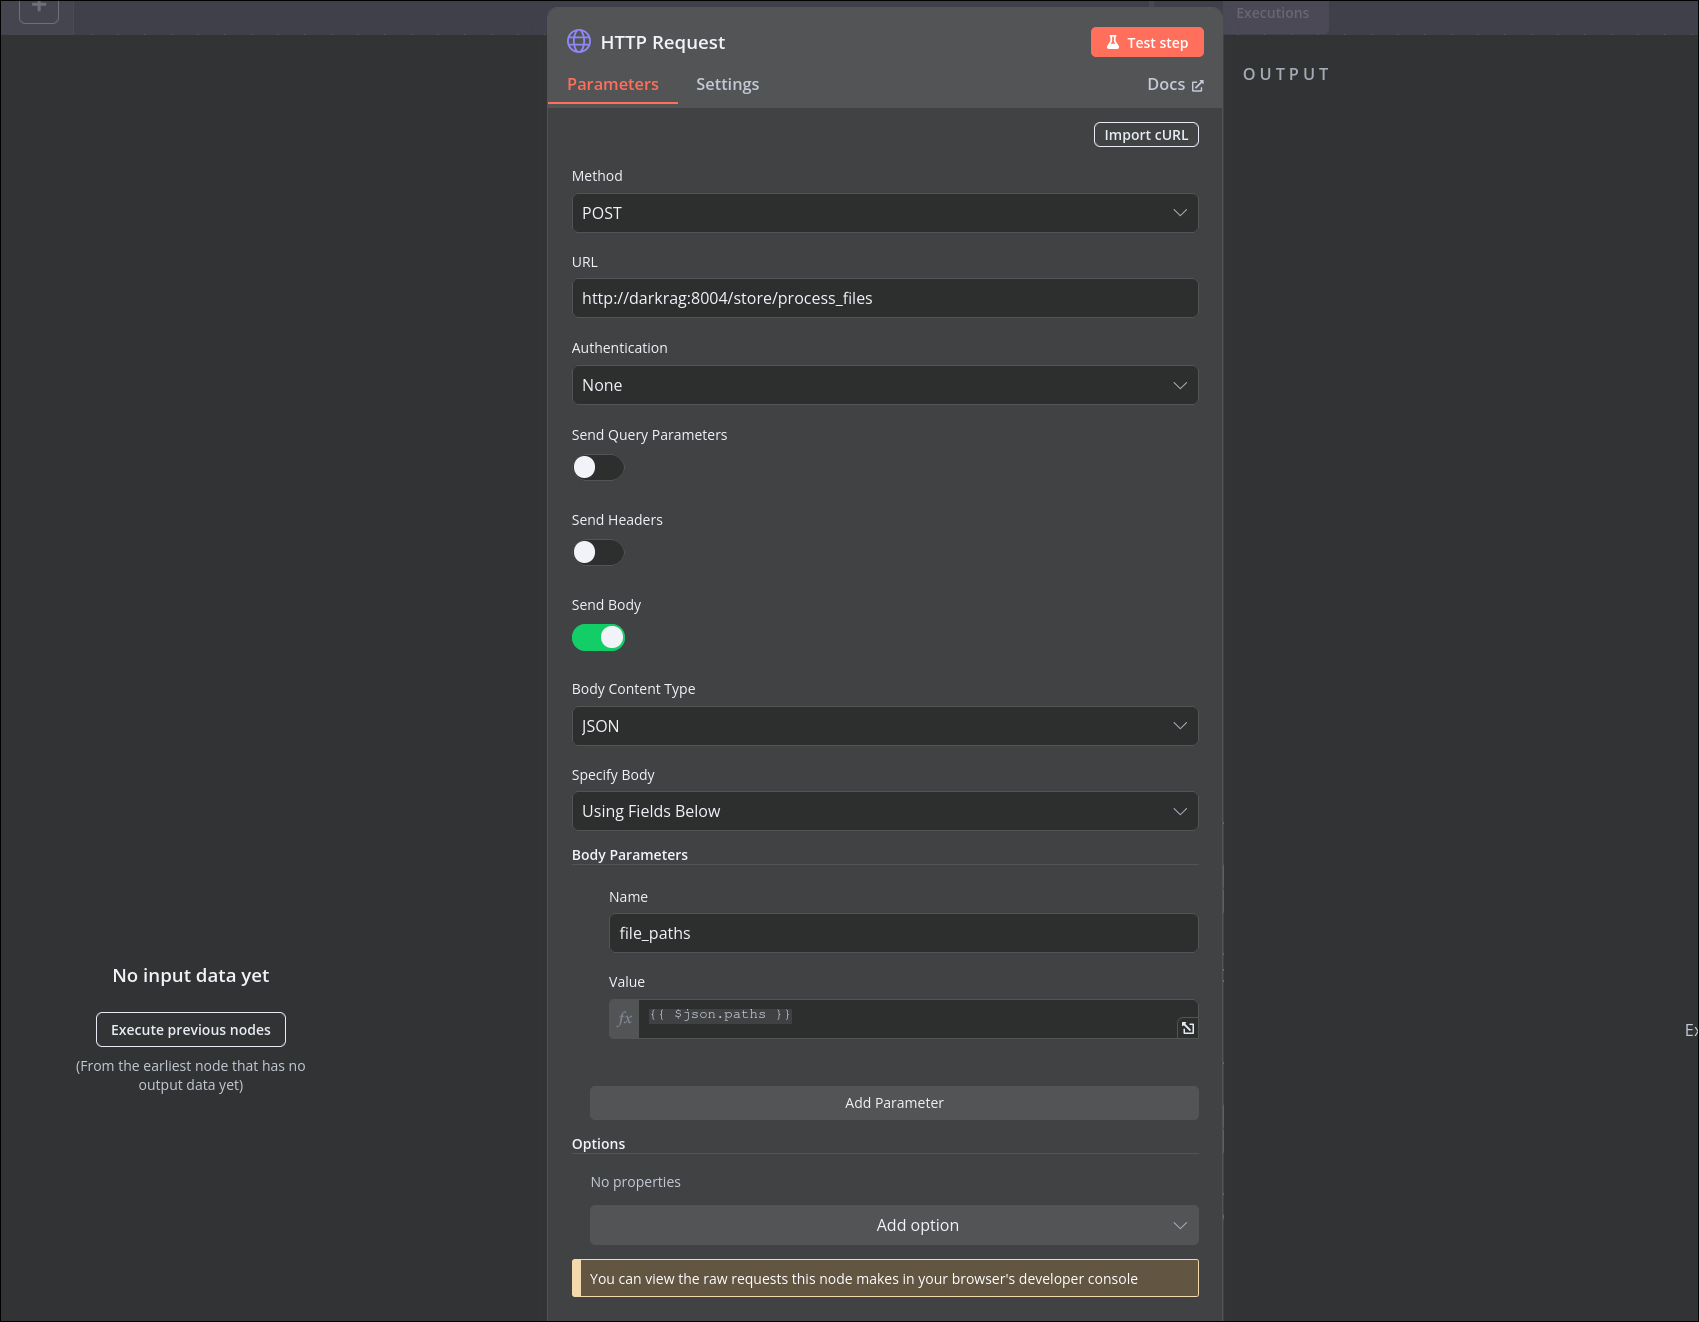 Executions
HTTP Request
Test step
OUTPUT
Parameters
Settings
Docs
Import cURL
Method
POST
URL
http://darkrag:8004/store/process_files
Authentication
None
Send Query Parameters
Send Headers
Send Body
Body Content Type
JSON
Specify Body
Using Fields Below
Body Parameters
Name
file_paths
Value
fx
{{ $json.paths }}
No input data yet
Execute previous nodes
(From the earliest node that has no
output data yet)
Add Parameter
Options
No properties
Add option
You can view the raw requests this node makes in your browser's developer console